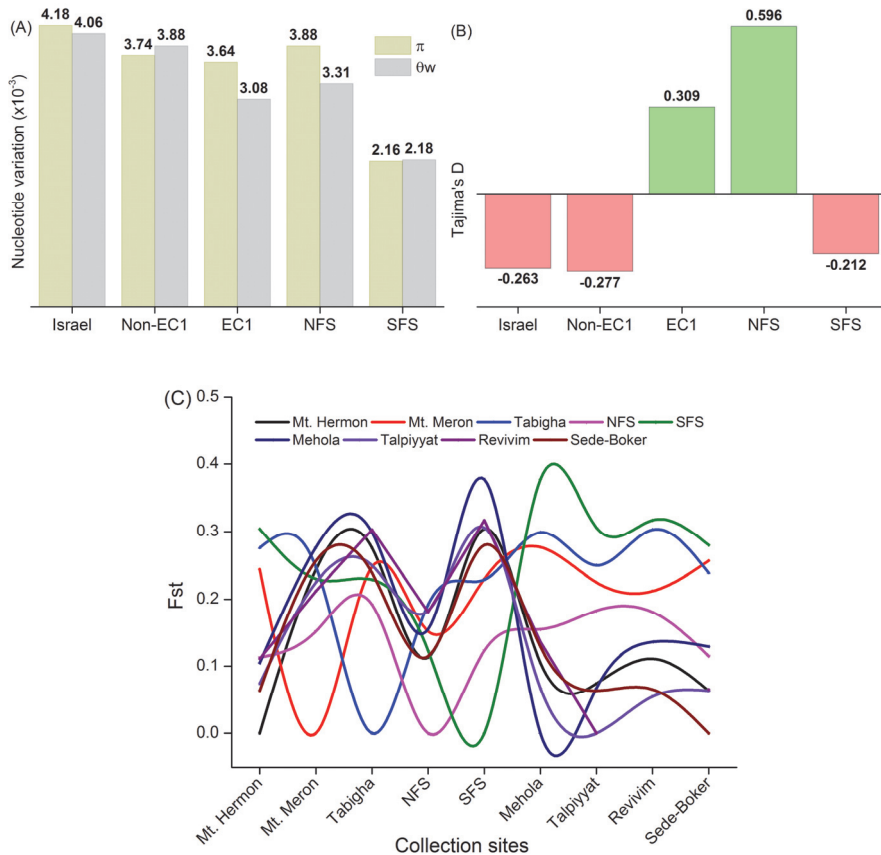 (A)
Nucleotide variation (x10⁻³)
4.18
4.06
3.74
3.88
3.64
3.08
3.88
3.31
2.16
2.18
π
θw
Israel
Non-EC1
EC1
NFS
SFS
(B)
Tajima's D
-0.263
-0.277
0.309
0.596
-0.212
Israel
Non-EC1
EC1
NFS
SFS
(C)
Fst
0.5
0.4
0.3
0.2
0.1
0.0
Mt. Hermon Mt. Meron Tabigha NFS SFS
Mehola Talpiyyat Revivim Sede-Boker
Mt. Hermon
Mt. Meron
Tabigha
NFS
SFS
Mehola
Talpiyyat
Revivim
Sede-Boker
Collection sites